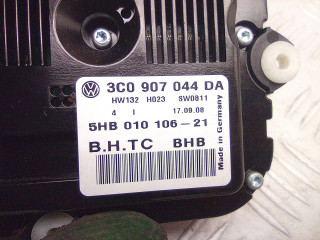 3C0 907 044 DA
HW132 H023 SW0811
4 I 17.09.08
5HB 010 106-21
B.H.TC BHB
Made in Germany